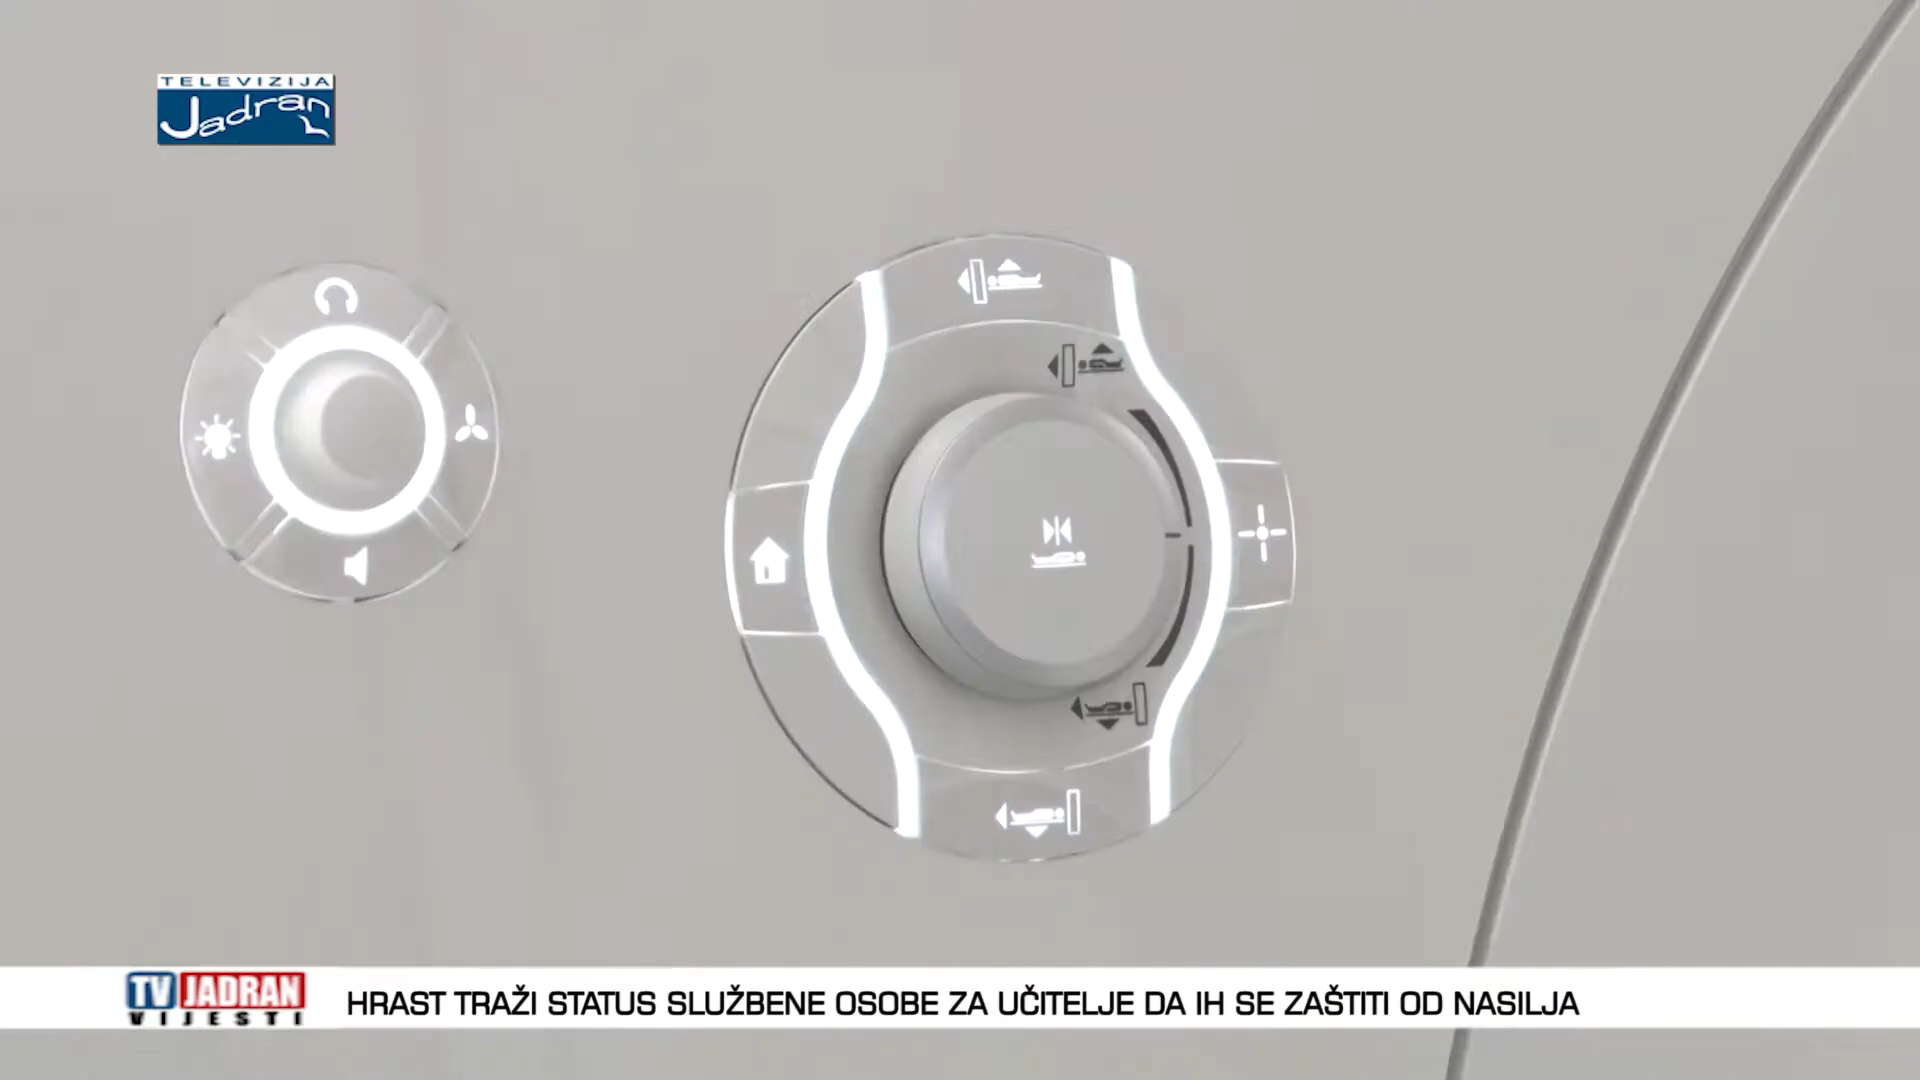 TELEVIZIJA
Jadran
TV JADRAN
VIJESTI
HRAST TRAŽI STATUS SLUŽBENE OSOBE ZA UČITELJE DA IH SE ZAŠTITI OD NASILJA